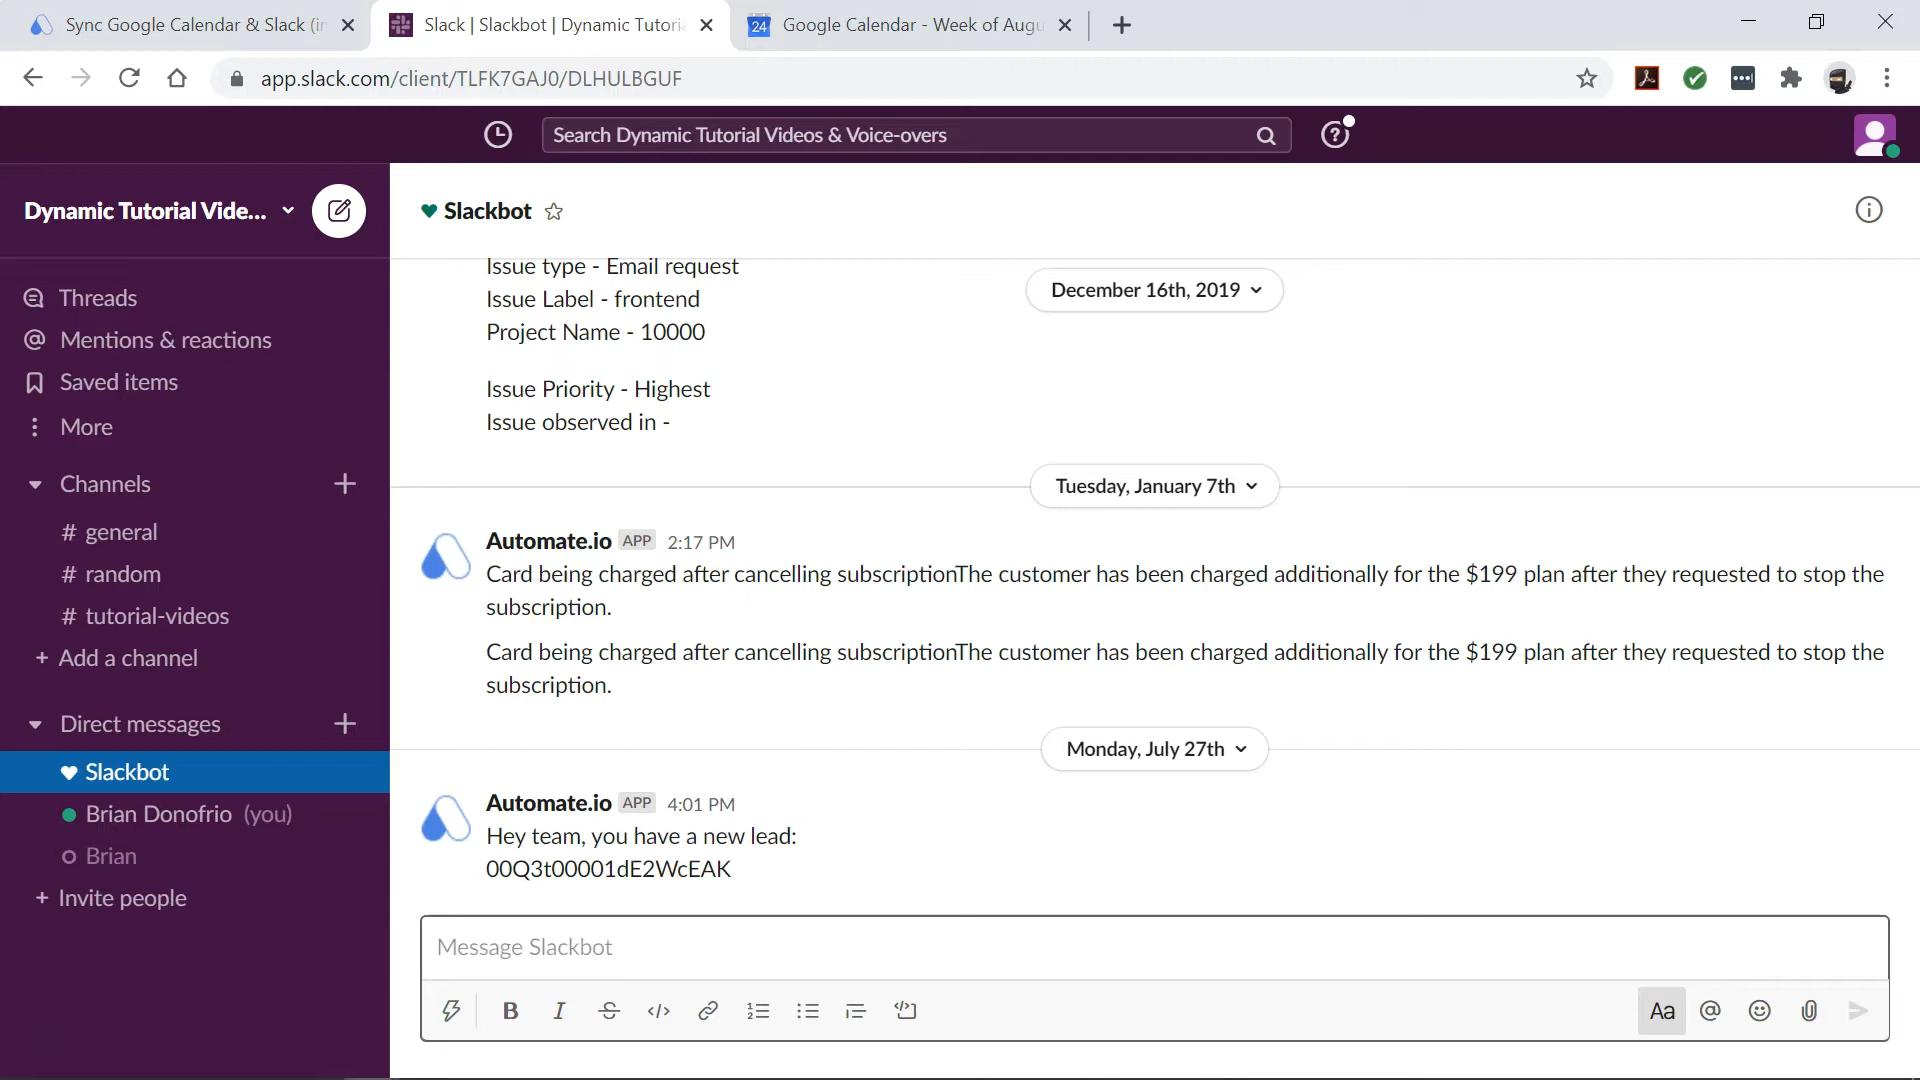 Sync Google Calendar & Slack (in
Slack | Slackbot | Dynamic Tutoria
24
Google Calendar - Week of Augu
app.slack.com/client/TLFK7GAJ0/DLHULBGUF
Search Dynamic Tutorial Videos & Voice-overs
Dynamic Tutorial Vide...
Threads
Mentions & reactions
Saved items
More
Channels
# general
# random
# tutorial-videos
+ Add a channel
Direct messages
Slackbot
Brian Donofrio (you)
Brian
+ Invite people
Slackbot
Issue type - Email request
December 16th, 2019
Issue Label - frontend
Project Name - 10000
Issue Priority - Highest
Issue observed in -
Tuesday, January 7th
Automate.io APP 2:17 PM
Card being charged after cancelling subscriptionThe customer has been charged additionally for the $199 plan after they requested to stop the
subscription.
Card being charged after cancelling subscriptionThe customer has been charged additionally for the $199 plan after they requested to stop the
subscription.
Monday, July 27th
Automate.io APP 4:01 PM
Hey team, you have a new lead:
00Q3t00001dE2WcEAK
Message Slackbot
Aa